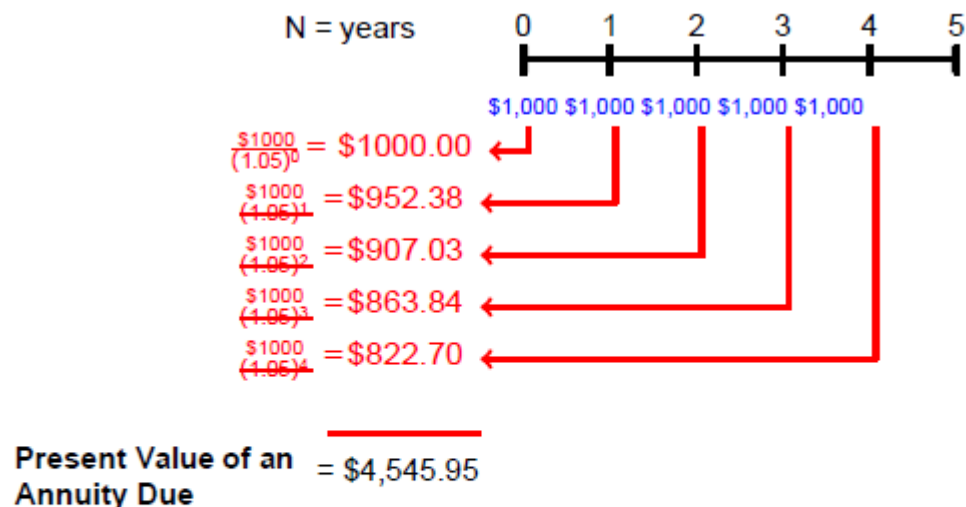 N = years 0 1 2 3 4 5
$1,000 $1,000 $1,000 $1,000 $1,000
$1000
(1.05)⁰ = $1000.00
$1000
(1.05)¹ =$952.38
$1000
(1.05)² =$907.03
$1000
(1.05)³ =$863.84
$1000
(1.05)⁴ =$822.70
Present Value of an
Annuity Due = $4,545.95